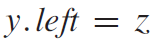 y.left = z